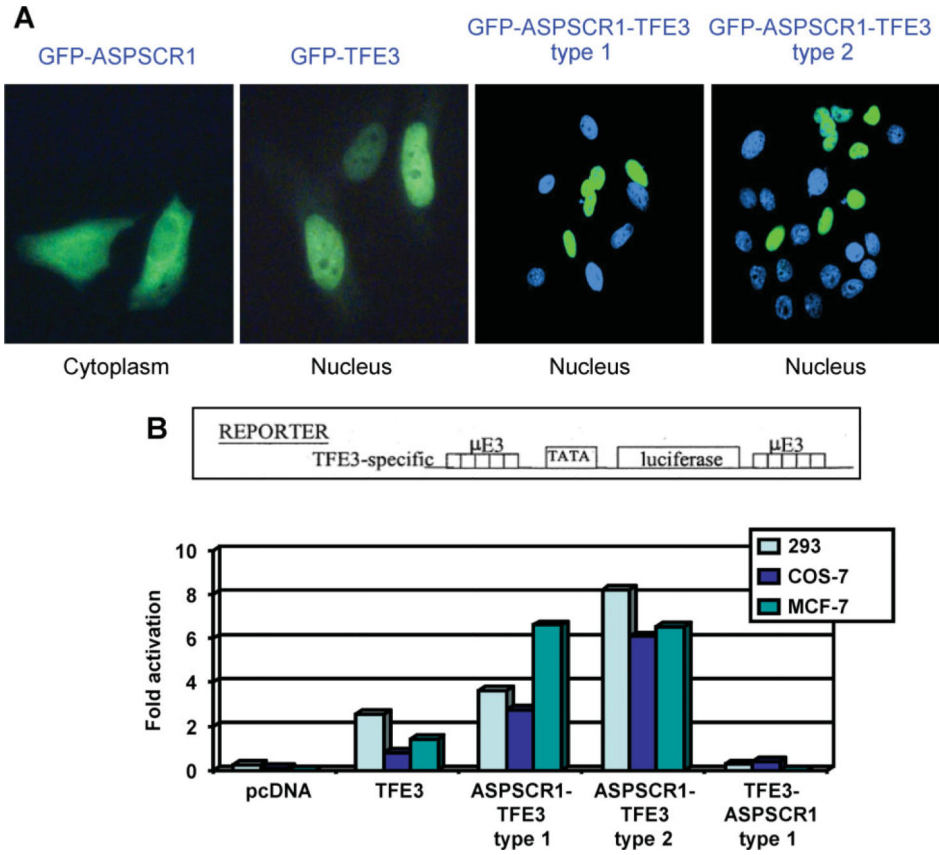 A
GFP-ASPSCR1
GFP-TFE3
GFP-ASPSCR1-TFE3
type 1
GFP-ASPSCR1-TFE3
type 2
Cytoplasm
Nucleus
Nucleus
Nucleus
B
REPORTER
TFE3-specific
μE3
TATA
luciferase
μE3
293
COS-7
MCF-7
Fold activation
10
8
6
4
2
0
pcDNA
TFE3
ASPSCR1-
TFE3
type 1
ASPSCR1-
TFE3
type 2
TFE3-
ASPSCR1
type 1